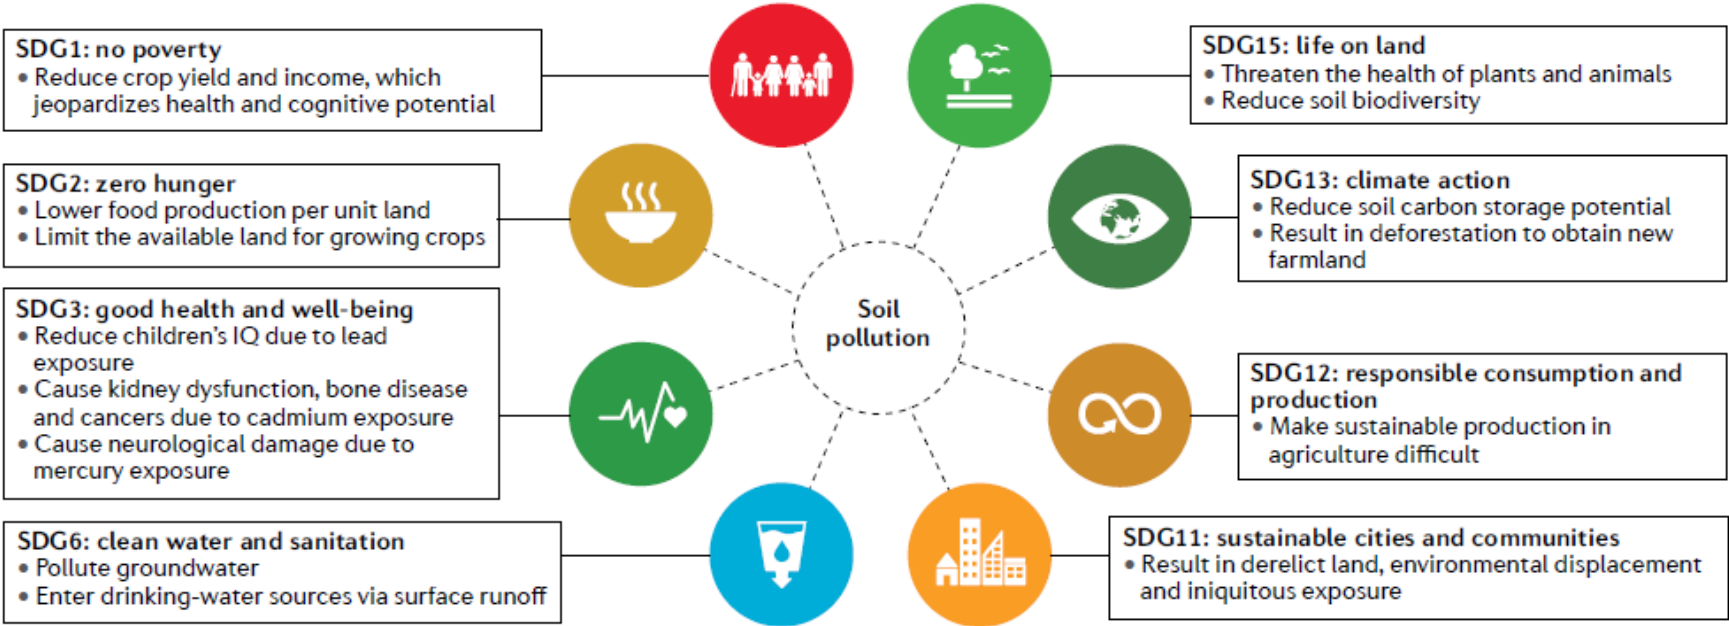 SDG1: no poverty
• Reduce crop yield and income, which
jeopardizes health and cognitive potential
SDG2: zero hunger
• Lower food production per unit land
• Limit the available land for growing crops
SDG3: good health and well-being
• Reduce children's IQ due to lead
exposure
• Cause kidney dysfunction, bone disease
and cancers due to cadmium exposure
• Cause neurological damage due to
mercury exposure
SDG6: clean water and sanitation
• Pollute groundwater
• Enter drinking-water sources via surface runoff
Soil
pollution
SDG15: life on land
• Threaten the health of plants and animals
• Reduce soil biodiversity
SDG13: climate action
• Reduce soil carbon storage potential
• Result in deforestation to obtain new
farmland
SDG12: responsible consumption and
production
• Make sustainable production in
agriculture difficult
SDG11: sustainable cities and communities
• Result in derelict land, environmental displacement
and iniquitous exposure